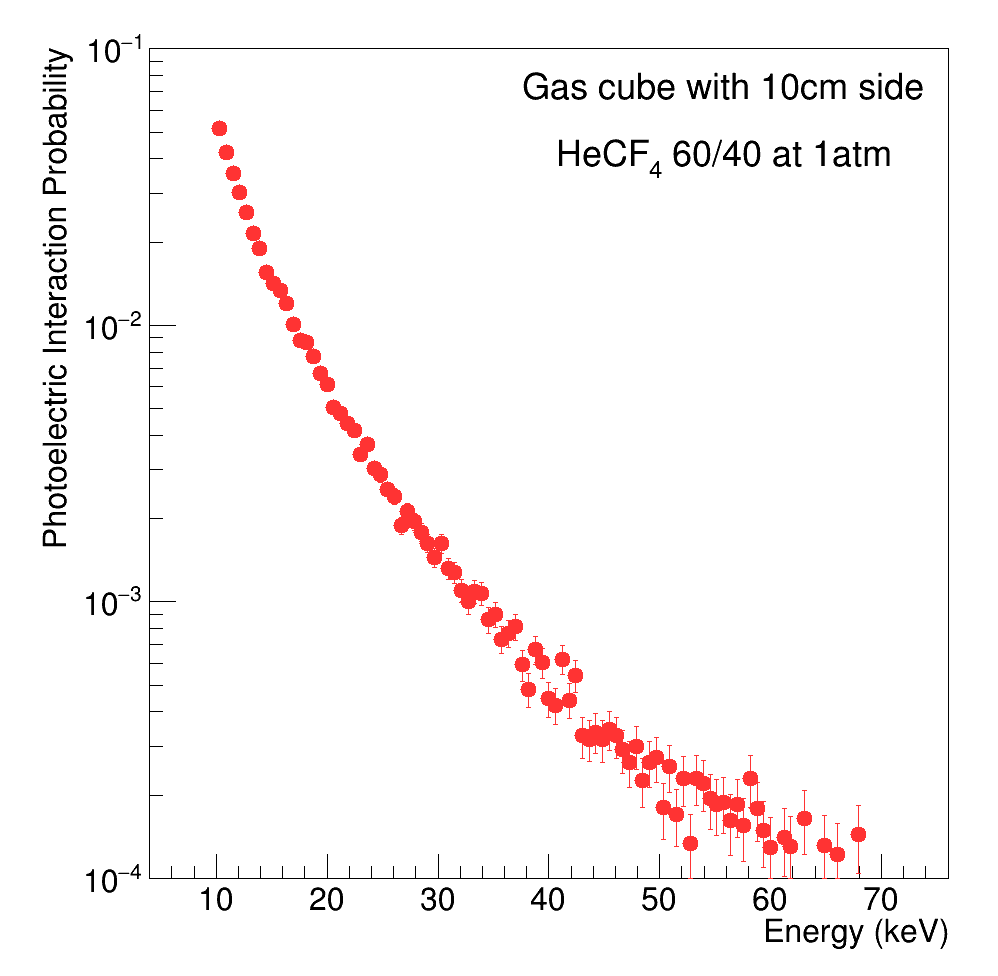 Photoelectric Interaction Probability
Gas cube with 10cm side
HeCF₄ 60/40 at 1atm
10⁻¹
10⁻²
10⁻³
10⁻⁴
10 20 30 40 50 60 70
Energy (keV)